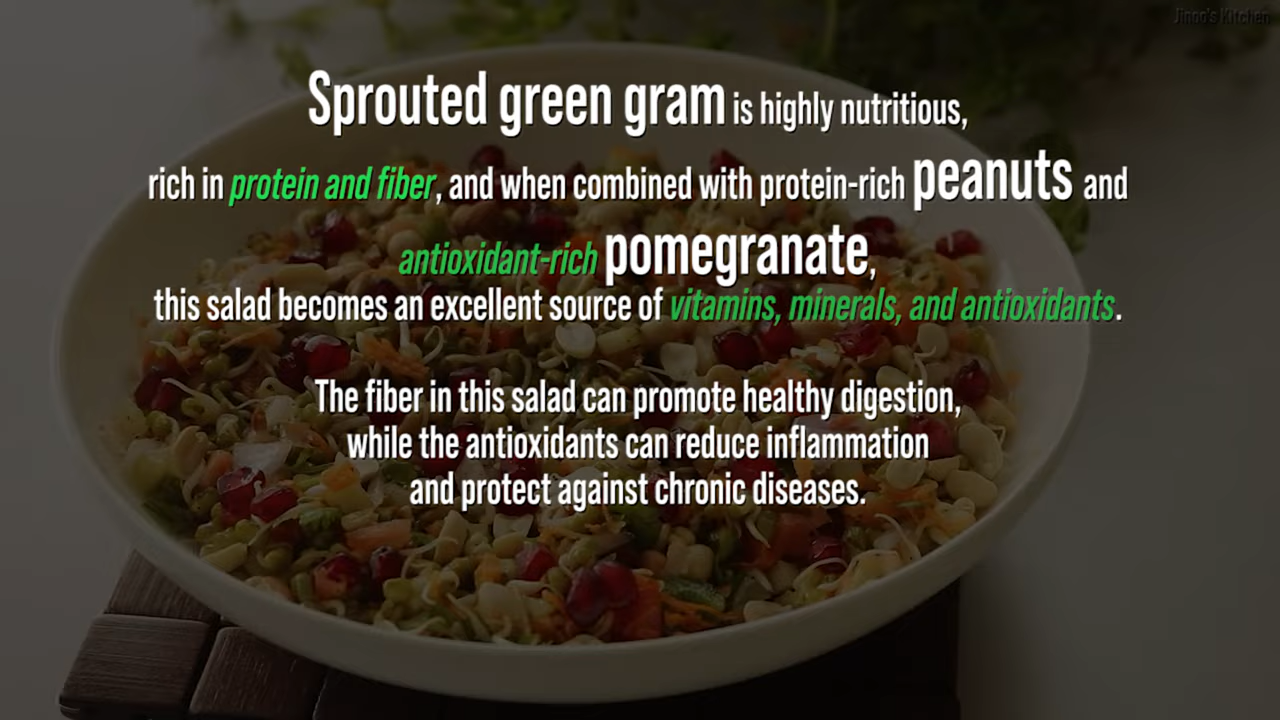 Jinoo's Kitchen
Sprouted green gram is highly nutritious,
rich in protein and fiber, and when combined with protein-rich peanuts and
antioxidant-rich pomegranate,
this salad becomes an excellent source of vitamins, minerals, and antioxidants.
The fiber in this salad can promote healthy digestion,
while the antioxidants can reduce inflammation
and protect against chronic diseases.